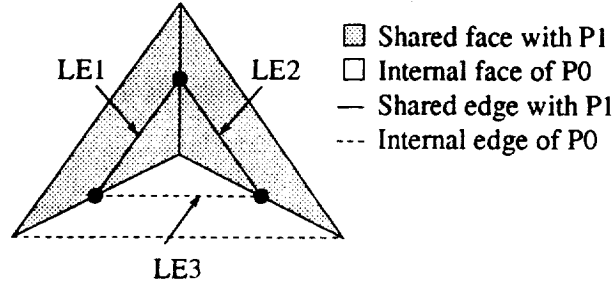 Shared face with P1
LE1
LE2
Internal face of P0
Shared edge with P1
Internal edge of P0
LE3